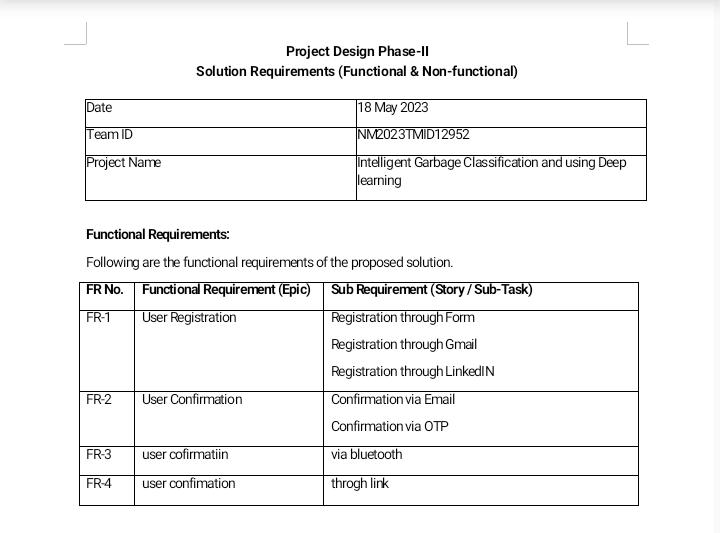 Project Design Phase-II
Solution Requirements (Functional & Non-functional)
Date 18 May 2023
Team ID NM2023TMID12952
Project Name Intelligent Garbage Classification and using Deep
learning
Functional Requirements:
Following are the functional requirements of the proposed solution.
FR No. Functional Requirement (Epic) Sub Requirement (Story / Sub-Task)
FR-1 User Registration Registration through Form
Registration through Gmail
Registration through LinkedIN
FR-2 User Confirmation Confirmation via Email
Confirmation via OTP
FR-3 user cofirmatiin via bluetooth
FR-4 user confimation throgh link